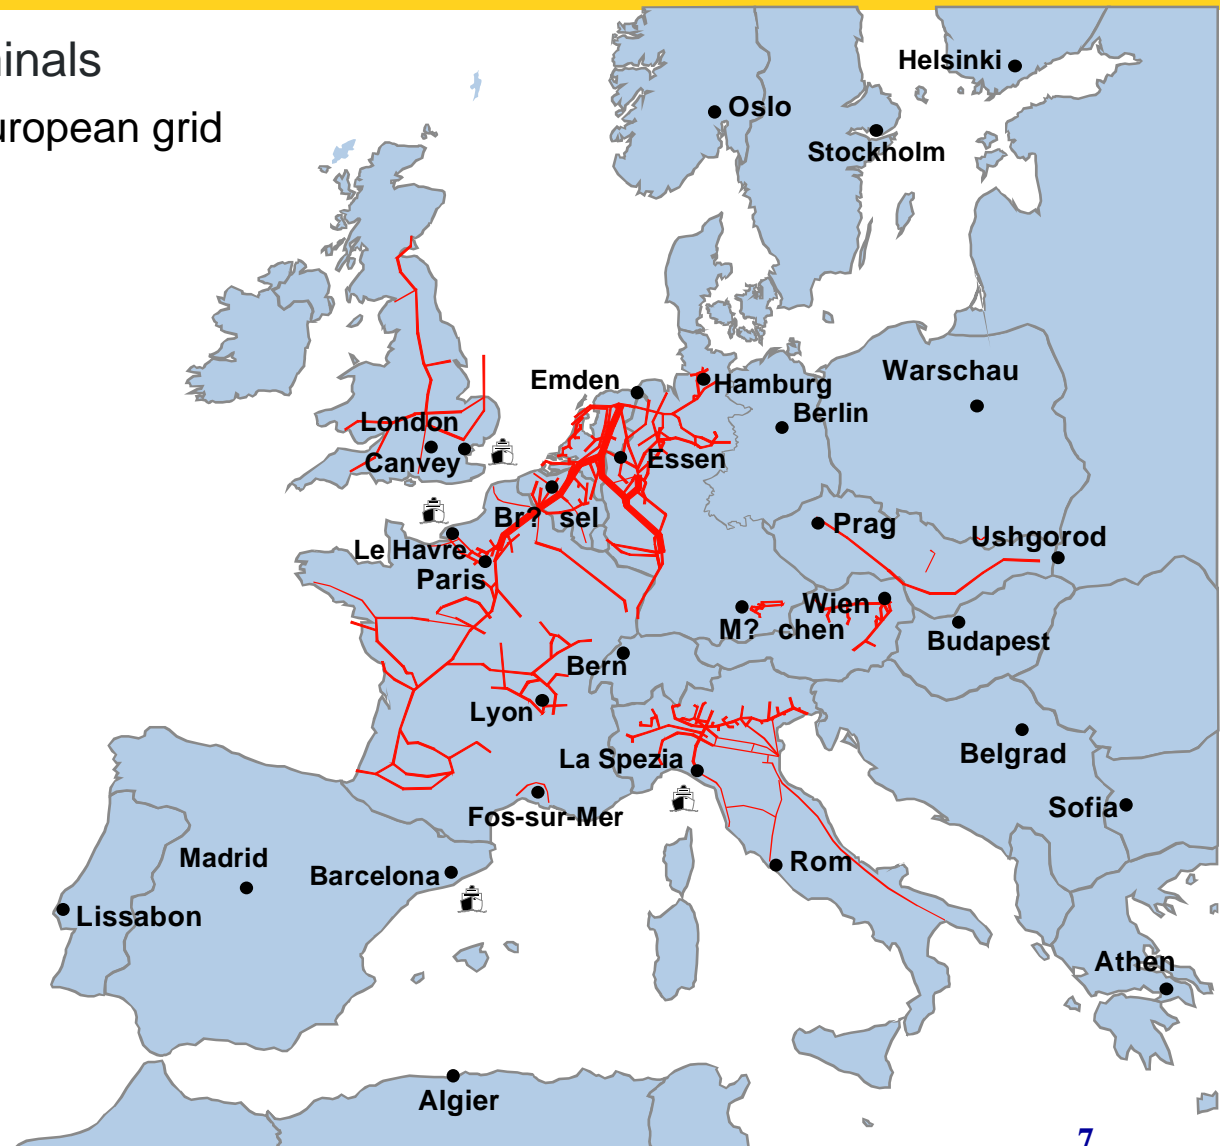 inals
uropean grid
Helsinki
Oslo
Stockholm
Emden
Hamburg
Warschau
Berlin
London
Canvey
Essen
Br? sel
Prag
Ushgorod
Le Havre
Paris
Wien
M? chen
Budapest
Bern
Lyon
La Spezia
Belgrad
Fos-sur-Mer
Sofia
Madrid
Barcelona
Rom
Lissabon
Athen
Algier
7